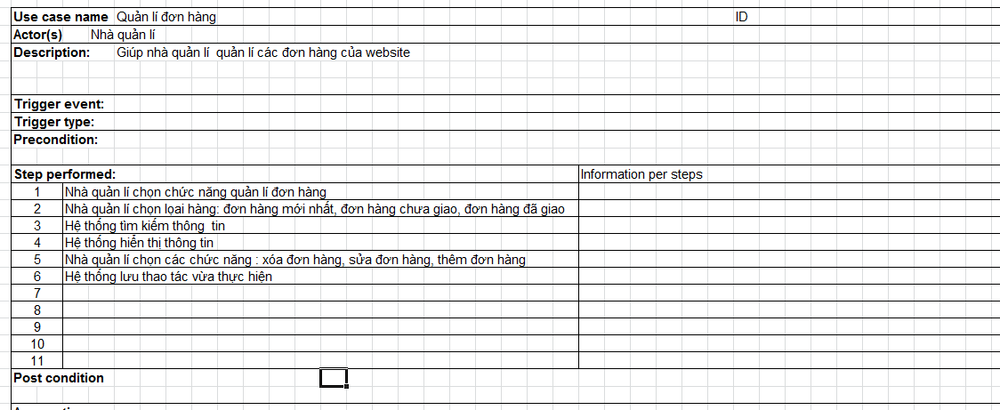 Use case name Quản lí đơn hàng ID
Actor(s) Nhà quản lí
Description: Giúp nhà quản lí quản lí các đơn hàng của website
Trigger event:
Trigger type:
Precondition:
Step performed: Information per steps
1 Nhà quản lí chọn chức năng quản lí đơn hàng
2 Nhà quản lí chọn lọai hàng: đơn hàng mới nhất, đơn hàng chưa giao, đơn hàng đã giao
3 Hệ thống tìm kiếm thông tin
4 Hệ thống hiển thị thông tin
5 Nhà quản lí chọn các chức năng : xóa đơn hàng, sửa đơn hàng, thêm đơn hàng
6 Hệ thống lưu thao tác vừa thực hiện
7
8
9
10
11
Post condition